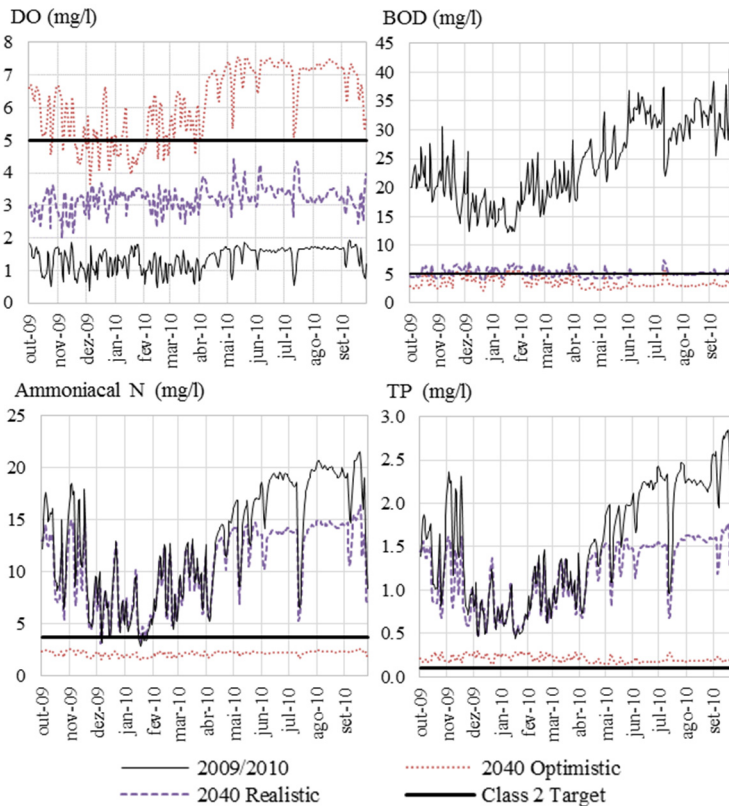 DO (mg/l)
8
7
6
5
4
3
2
1
0
out-09
nov-09
dez-09
jan-10
fev-10
mar-10
abr-10
mai-10
jun-10
jul-10
ago-10
set-10
BOD (mg/l)
45
40
35
30
25
20
15
10
5
0
out-09
nov-09
dez-09
jan-10
fev-10
mar-10
abr-10
mai-10
jun-10
jul-10
ago-10
set-10
Ammoniacal N (mg/l)
25
20
15
10
5
0
out-09
nov-09
dez-09
jan-10
fev-10
mar-10
abr-10
mai-10
jun-10
jul-10
ago-10
set-10
TP (mg/l)
3.0
2.5
2.0
1.5
1.0
0.5
0.0
out-09
nov-09
dez-09
jan-10
fev-10
mar-10
abr-10
mai-10
jun-10
jul-10
ago-10
set-10
2009/2010
2040 Optimistic
2040 Realistic
Class 2 Target